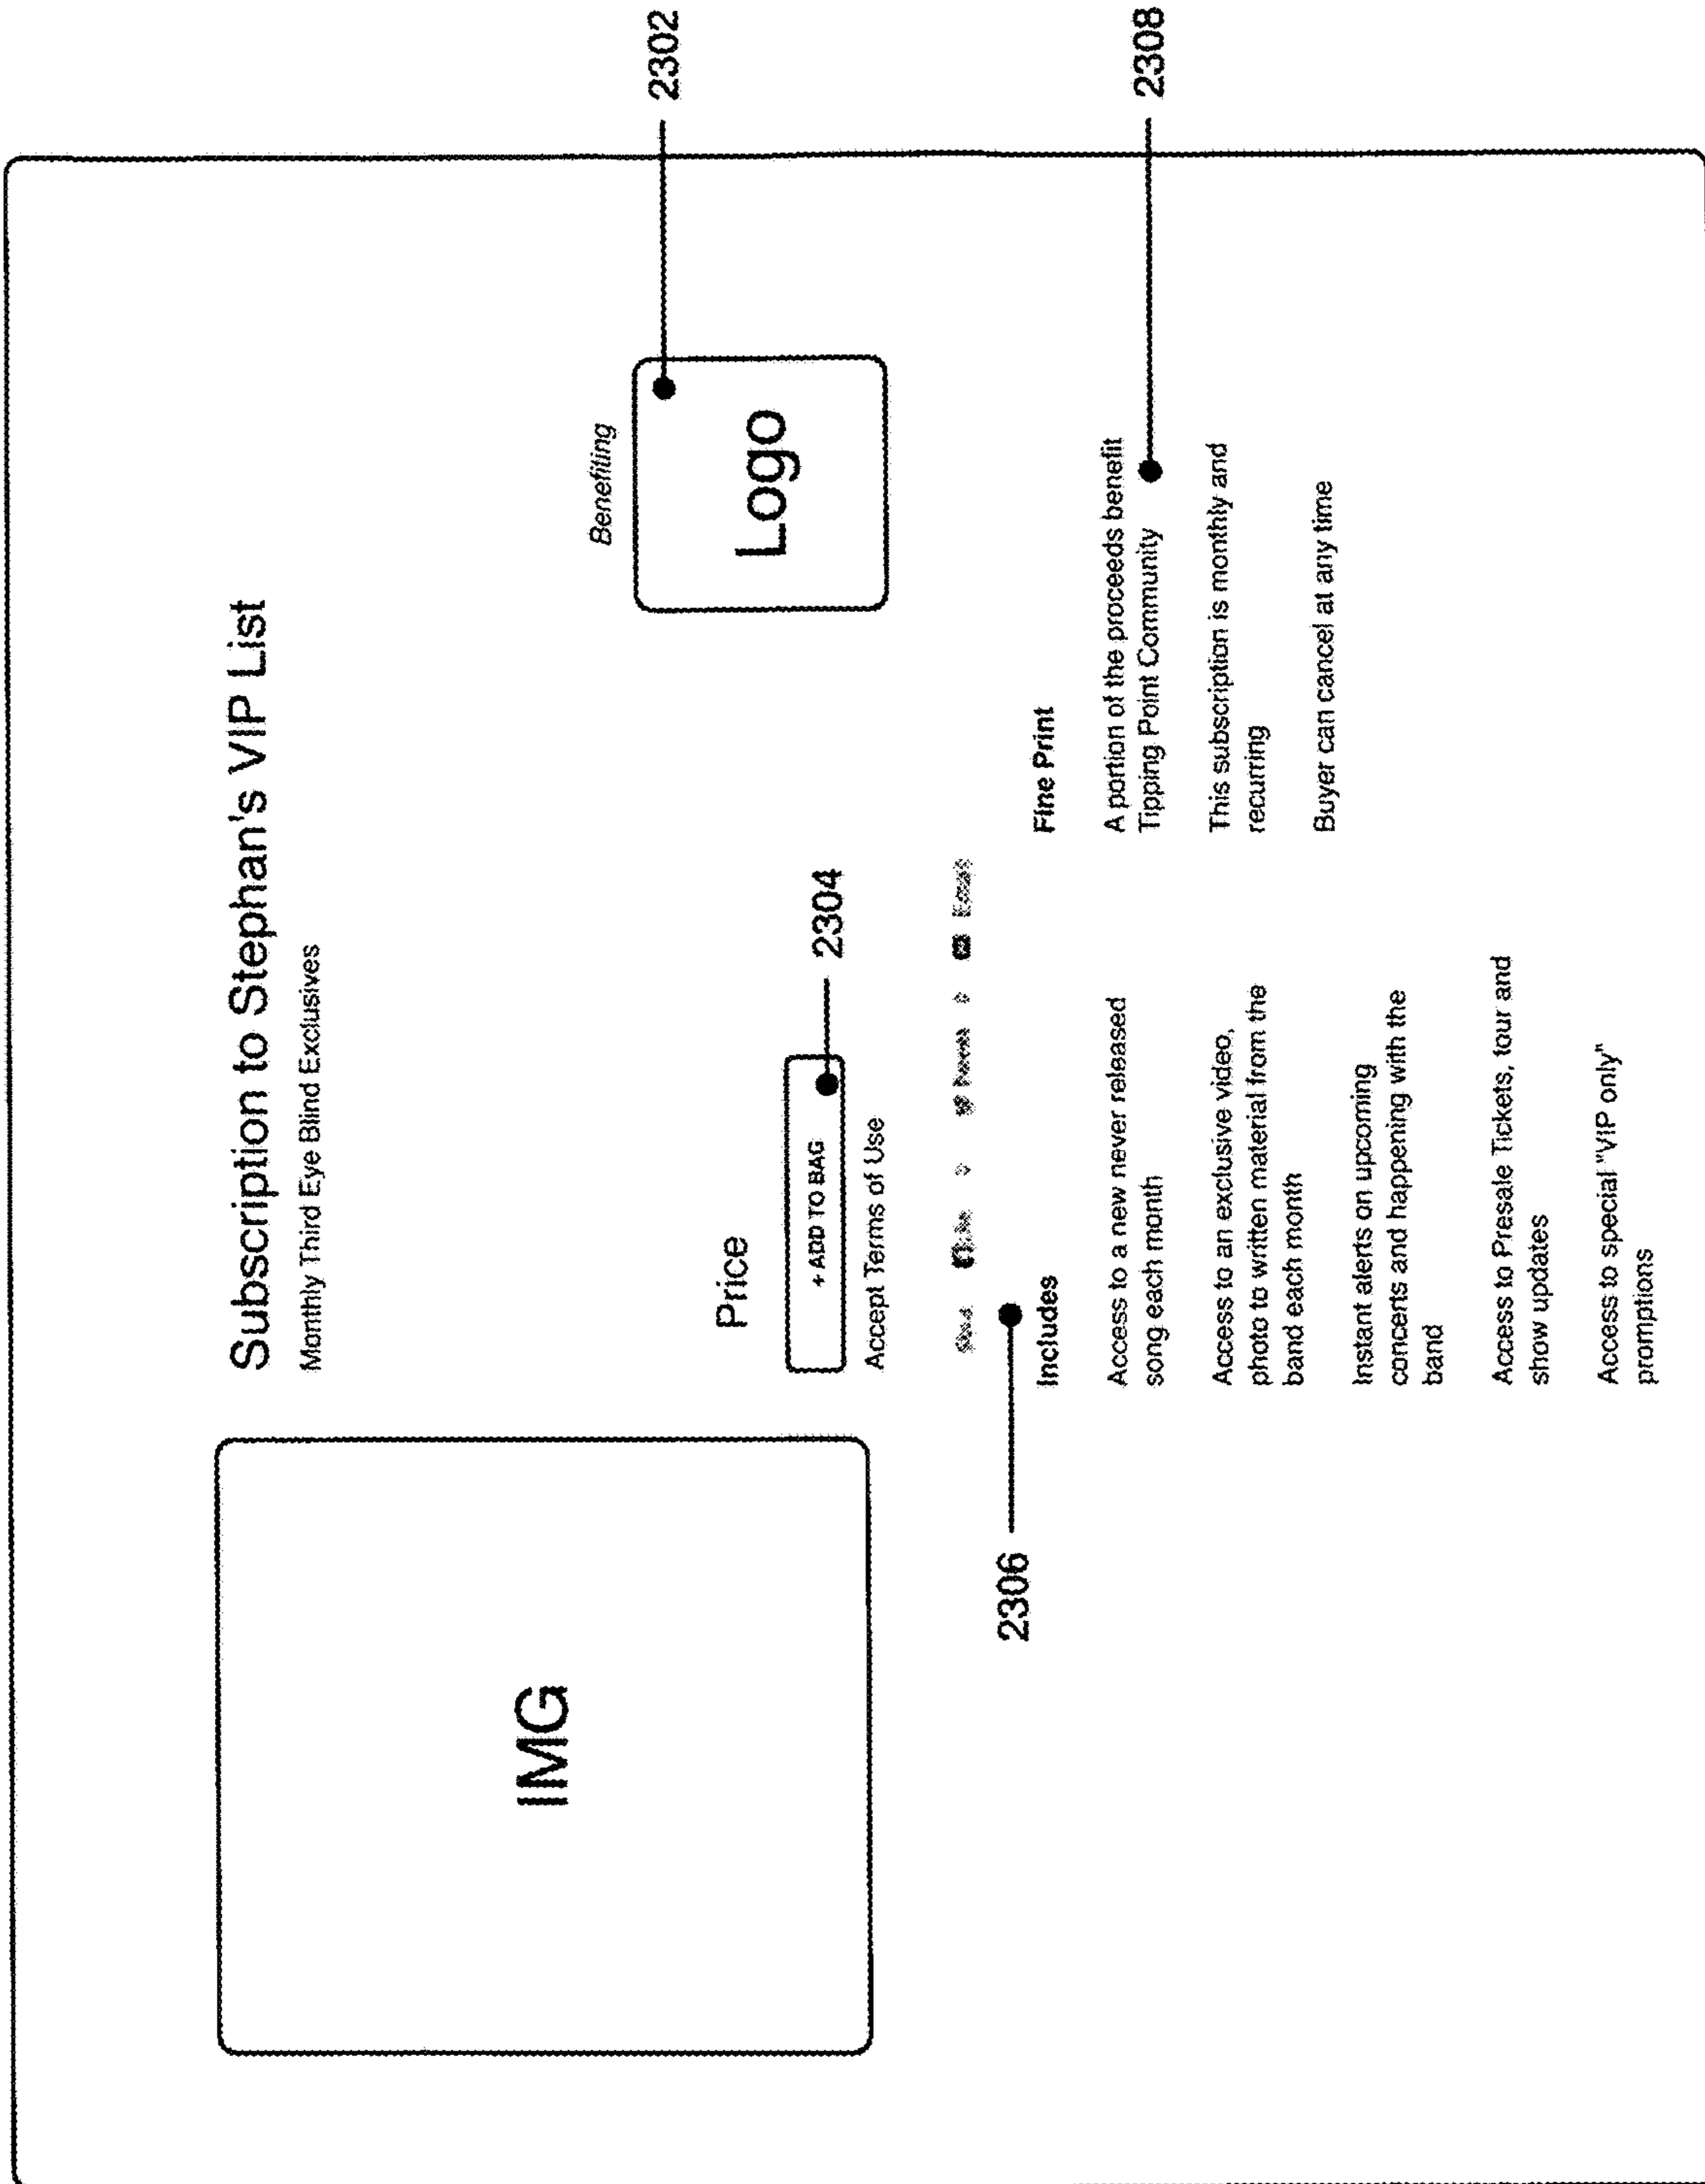 Subscription to Stephan's VIP List
Monthly Third Eye Blind Exclusives
IMG
Benefiting
2302
Logo
Price
+ ADD TO BAG
2304
Accept Terms of Use
2306
Includes
Access to a new never released
song each month
Access to an exclusive video,
photo to written material from the
band each month
Instant alerts on upcoming
concerts and happening with the
band
Access to Presale Tickets, tour and
show updates
Access to special "VIP only"
promptions
Fine Print
A portion of the proceeds benefit
Tipping Point Community
2308
This subscription is monthly and
recurring
Buyer can cancel at any time